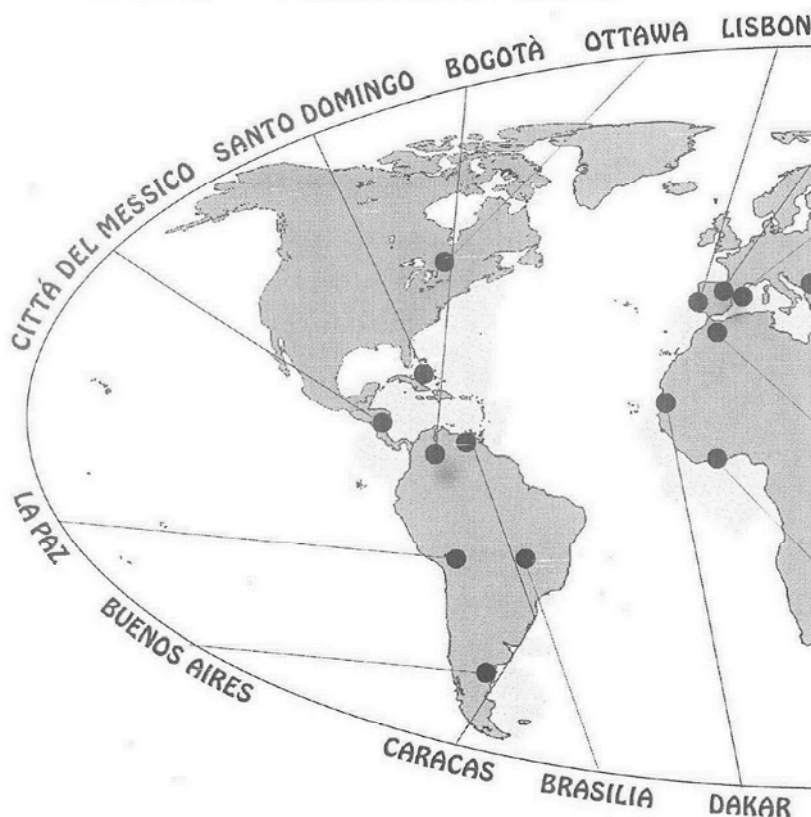 CITTÁ DEL MESSICO
SANTO DOMINGO
BOGOTÀ
OTTAWA
LISBON
LA PAZ
BUENOS AIRES
CARACAS
BRASILIA
DAKAR